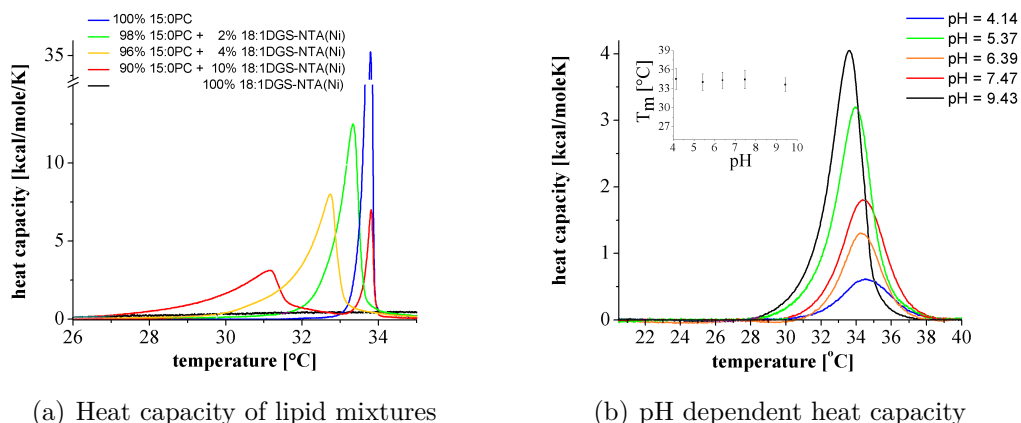 100% 15:0PC
98% 15:0PC + 2% 18:1DGS-NTA(Ni)
96% 15:0PC + 4% 18:1DGS-NTA(Ni)
90% 15:0PC + 10% 18:1DGS-NTA(Ni)
100% 18:1DGS-NTA(Ni)
heat capacity [kcal/mole/K]
35
10
5
0
26 28 30 32 34
temperature [°C]
(a) Heat capacity of lipid mixtures
pH = 4.14
pH = 5.37
pH = 6.39
pH = 7.47
pH = 9.43
heat capacity [kcal/moleK]
4
3
2
1
0
Tm [°C]
39
36
33
30
27
4 5 6 7 8 9 10
pH
22 24 26 28 30 32 34 36 38 40
temperature [°C]
(b) pH dependent heat capacity